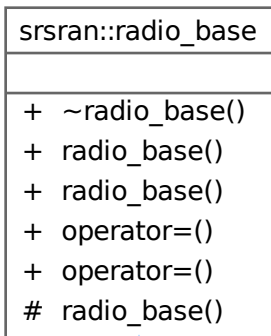 srsran::radio_base
+ ~radio_base()
+ radio_base()
+ radio_base()
+ operator=()
+ operator=()
# radio_base()